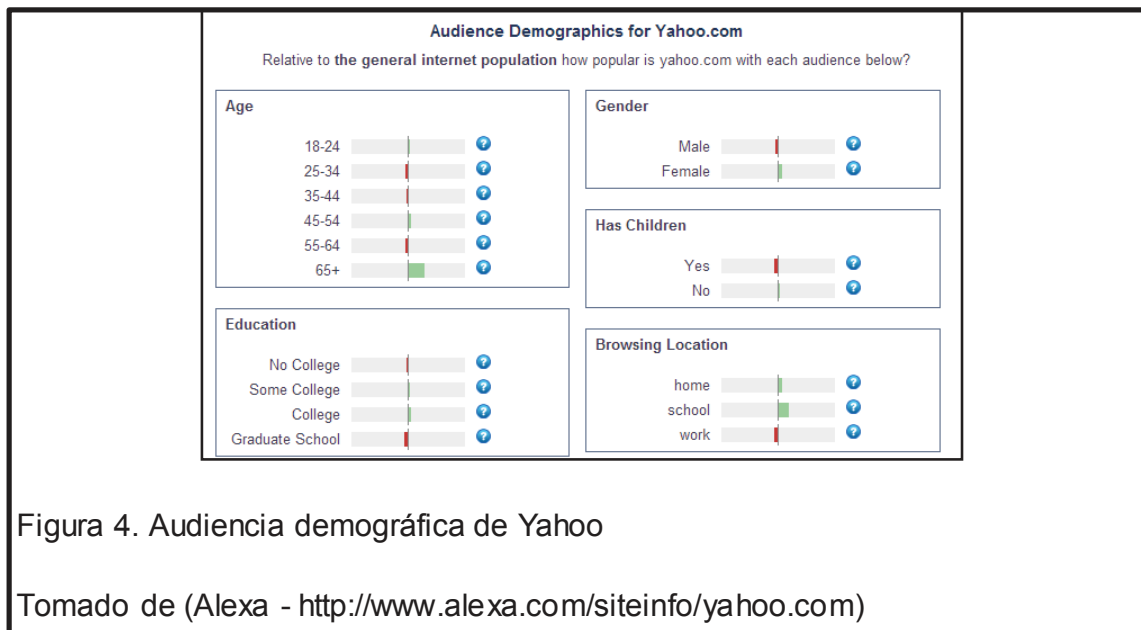 Audience Demographics for Yahoo.com
Relative to the general internet population how popular is yahoo.com with each audience below?
Age
18-24 ?
25-34 ?
35-44 ?
45-54 ?
55-64 ?
65+ ?
Education
No College ?
Some College ?
College ?
Graduate School ?
Gender
Male ?
Female ?
Has Children
Yes ?
No ?
Browsing Location
home ?
school ?
work ?
Figura 4. Audiencia demográfica de Yahoo
Tomado de (Alexa - http://www.alexa.com/siteinfo/yahoo.com)